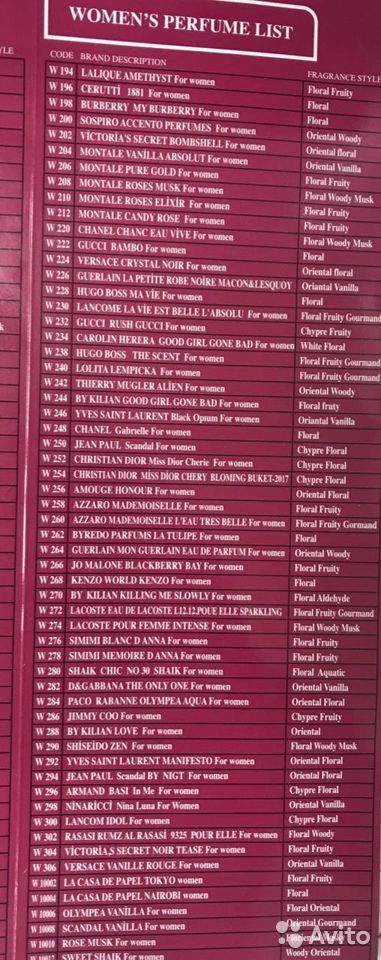 WOMEN'S PERFUME LIST
YLE
CODE BRAND DESCRIPTION FRAGRANCE STYLE
W 194 LALIQUE AMETHYST For women Floral Fruity
W 196 CERUTTİ 1881 For women Floral
W 198 BURBERRY MY BURBERRY For women Floral
W 200 SOSPIRO ACCENTO PERFUMES For women Oriental Woody
W 202 VİCTORİA'S SECRET BOMBSHELL For women Oriental floral
W 204 MONTALE VANİLLA ABSOLUT For women Oriental Vanilla
W 206 MONTALE PURE GOLD For women Floral Fruity
W 208 MONTALE ROSES MUSK For women Floral Woody Musk
W 210 MONTALE ROSES ELİXİR For women Floral Fruity
W 212 MONTALE CANDY ROSE For women Floral Fruity
W 220 CHANEL CHANC EAU VİVE For women Floral Woody Musk
W 222 GUCCI BAMBO For women Floral
W 224 VERSACE CRYSTAL NOIR For women Oriental floral
W 226 GUERLAIN LA PETİTE ROBE NOİRE MACON&LESQUOY Oriantal Vanilla
W 228 HUGO BOSS MA VİE For women Floral
W 230 LANCOME LA VİE EST BELLE L'ABSOLU For women Floral Fruity Gourmand
W 232 GUCCI RUSH GUCCI For women Chypre Fruity
W 234 CAROLIN HERERA GOOD GIRL GONE BAD For women White Floral
W 238 HUGO BOSS THE SCENT For women Floral Fruity Gourmand
W 240 LOLITA LEMPICKA For women Floral Fruity Gourmand
W 242 THIERRY MUGLER ALİEN For women Oriental Woody
W 244 BY KILIAN GOOD GIRL GONE BAD For women Floral fruty
W 246 YVES SAINT LAURENT Black Opıum For women Oriantal Vanilla
W 248 CHANEL Gabrielle For women Floral
W 250 JEAN PAUL Scandal For women Chypre Floral
W 252 CHRISTIAN DIOR Miss Dior Cherie For women Chypre Floral
W 254 CHRISTIAN DIOR MİSS DİOR CHERY BLOMING BUKET-2017 Chypre Floral
W 256 AMOUGE HONOUR For women Oriental Floral
W 258 AZZARO MADEMOISELLE For women Floral Fruity
W 260 AZZARO MADEMOISELLE L'EAU TRES BELLE For women Floral Fruity Gormand
W 262 BYREDO PARFUMS LA TULIPE For women Floral
W 264 GUERLAIN MON GUERLAIN EAU DE PARFUM For women Oriental Woody
W 266 JO MALONE BLACKBERRY BAY For women Floral Fruity
W 268 KENZO WORLD KENZO For women Floral
W 270 BY KILIAN KILLING ME SLOWLY For women Floral Aldehyde
W 272 LACOSTE EAU DE LACOSTE L12.12.POUE ELLE SPARKLING Floral Fruity Gourmand
W 274 LACOSTE POUR FEMME INTENSE For women Floral Woody Musk
W 276 SIMIMI BLANC D ANNA For women Floral Fruity
W 278 SIMIMI MEMOIRE D ANNA For women Floral Fruity
W 280 SHAIK CHIC NO 30 SHAIK For women Floral Aquatic
W 282 D&GABBANA THE ONLY ONE For women Oriental Vanilla
W 284 PACO RABANNE OLYMPEA AQUA For women Oriental Floral
W 286 JIMMY COO For women Chypre Fruity
W 288 BY KILIAN LOVE For women Oriental
W 290 SHİSEİDO ZEN For women Floral Woody Musk
W 292 YVES SAINT LAURENT MANIFESTO For women Oriental Floral
W 294 JEAN PAUL Scandal BY NIGT For women Oriental Floral
W 296 ARMAND BASI In Me For women Chypre Floral
W 298 NİNARİCCİ Nina Luna For Women Oriental Vanilla
W 300 LANCOM IDOL For women Chypre Floral
W 302 RASASI RUMZ AL RASASİ 9325 POUR ELLE For women Floral Woody
W 304 VİCTORİA,S SECRET NOIR TEASE For women Floral Fruity
W 306 VERSACE VANILLE ROUGE For women Oriental Vanilla
W 10002 LA CASA DE PAPEL TOKYO women Floral Fruity
W 10004 LA CASA DE PAPEL NAIROBI women Floral
W 10006 OLYMPEA VANİLLA For women Floral Oriental
W 10008 SCANDAL VANİLLA For women Oriental Gourmand
W 10010 ROSE MUSK For women
W 10012 SWEET SHAIK For women Woody Oriental
Avito